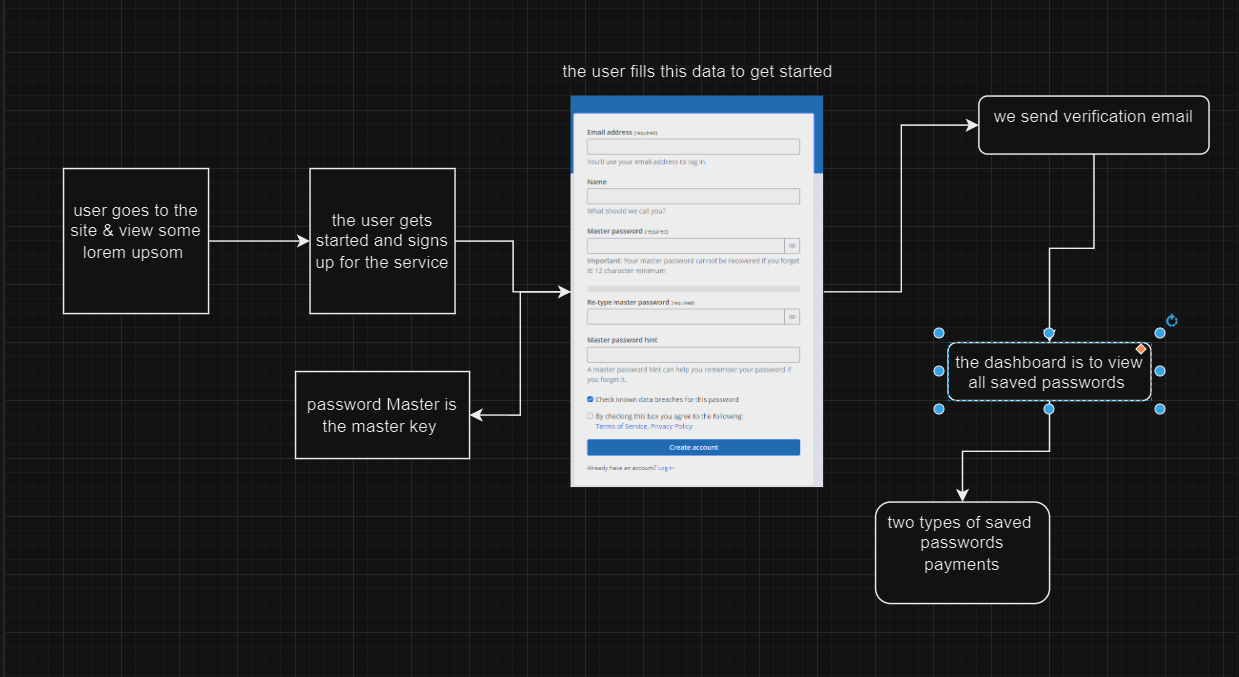 the user fills this data to get started
user goes to the
site & view some
lorem upsom
the user gets
started and signs
up for the service
password Master is
the master key
Email address (required)
You'll use your email address to log in.
Name
What should we call you?
Master password (required)
Important: Your master password cannot be recovered if you forget
it! 12 character minimum
Re-type master password (required)
Master password hint
A master password hint can help you remember your password if
you forget it.
Check known data breaches for this password
By checking this box you agree to the following:
Terms of Service, Privacy Policy
Create account
Already have an account? Log in
we send verification email
the dashboard is to view
all saved passwords
two types of saved
passwords
payments